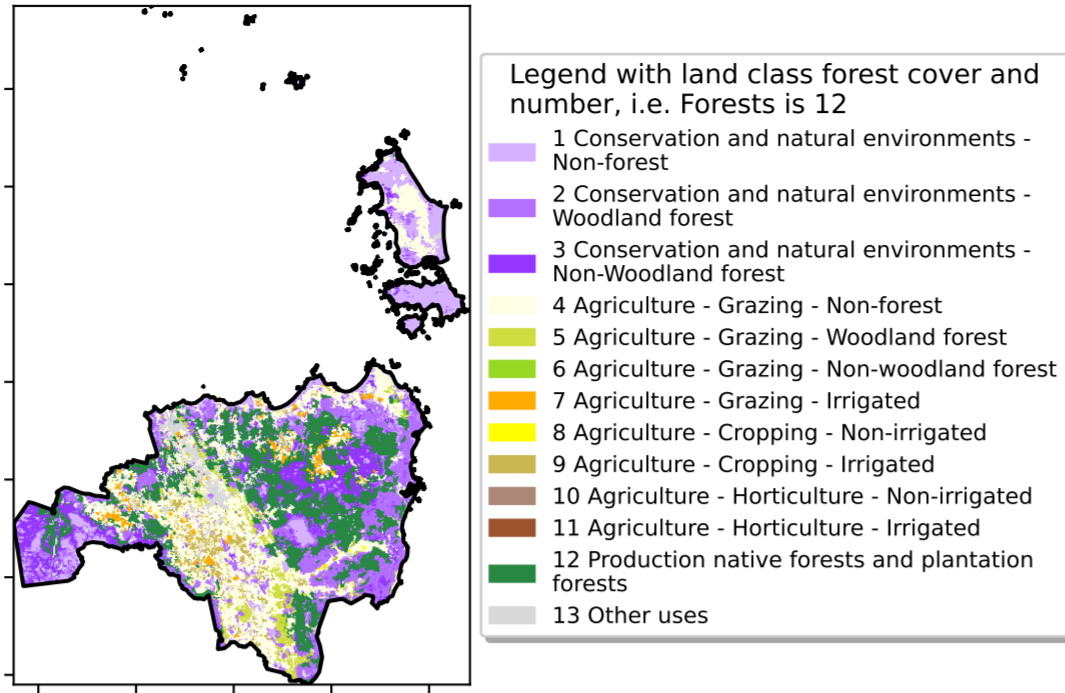 Legend with land class forest cover and
number, i.e. Forests is 12
1 Conservation and natural environments -
Non-forest
2 Conservation and natural environments -
Woodland forest
3 Conservation and natural environments -
Non-Woodland forest
4 Agriculture - Grazing - Non-forest
5 Agriculture - Grazing - Woodland forest
6 Agriculture - Grazing - Non-woodland forest
7 Agriculture - Grazing - Irrigated
8 Agriculture - Cropping - Non-irrigated
9 Agriculture - Cropping - Irrigated
10 Agriculture - Horticulture - Non-irrigated
11 Agriculture - Horticulture - Irrigated
12 Production native forests and plantation
forests
13 Other uses